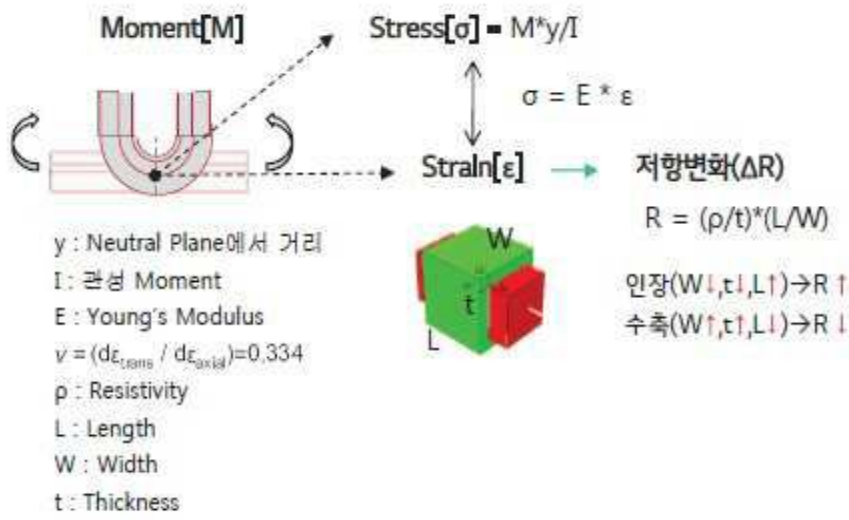 Moment[M]
Stress[σ] = M*y/I
σ = E * ε
Strain[ε]
저항변화(ΔR)
R = (ρ/t)*(L/W)
인장(W↓,t↓,L↑)→R ↑
수축(W↑,t↑,L↓)→R ↓
W
t
L
y : Neutral Plane에서 거리
I : 관성 Moment
E : Young's Modulus
v = (dε_trans / dε_axial)=0.334
ρ : Resistivity
L : Length
W : Width
t : Thickness